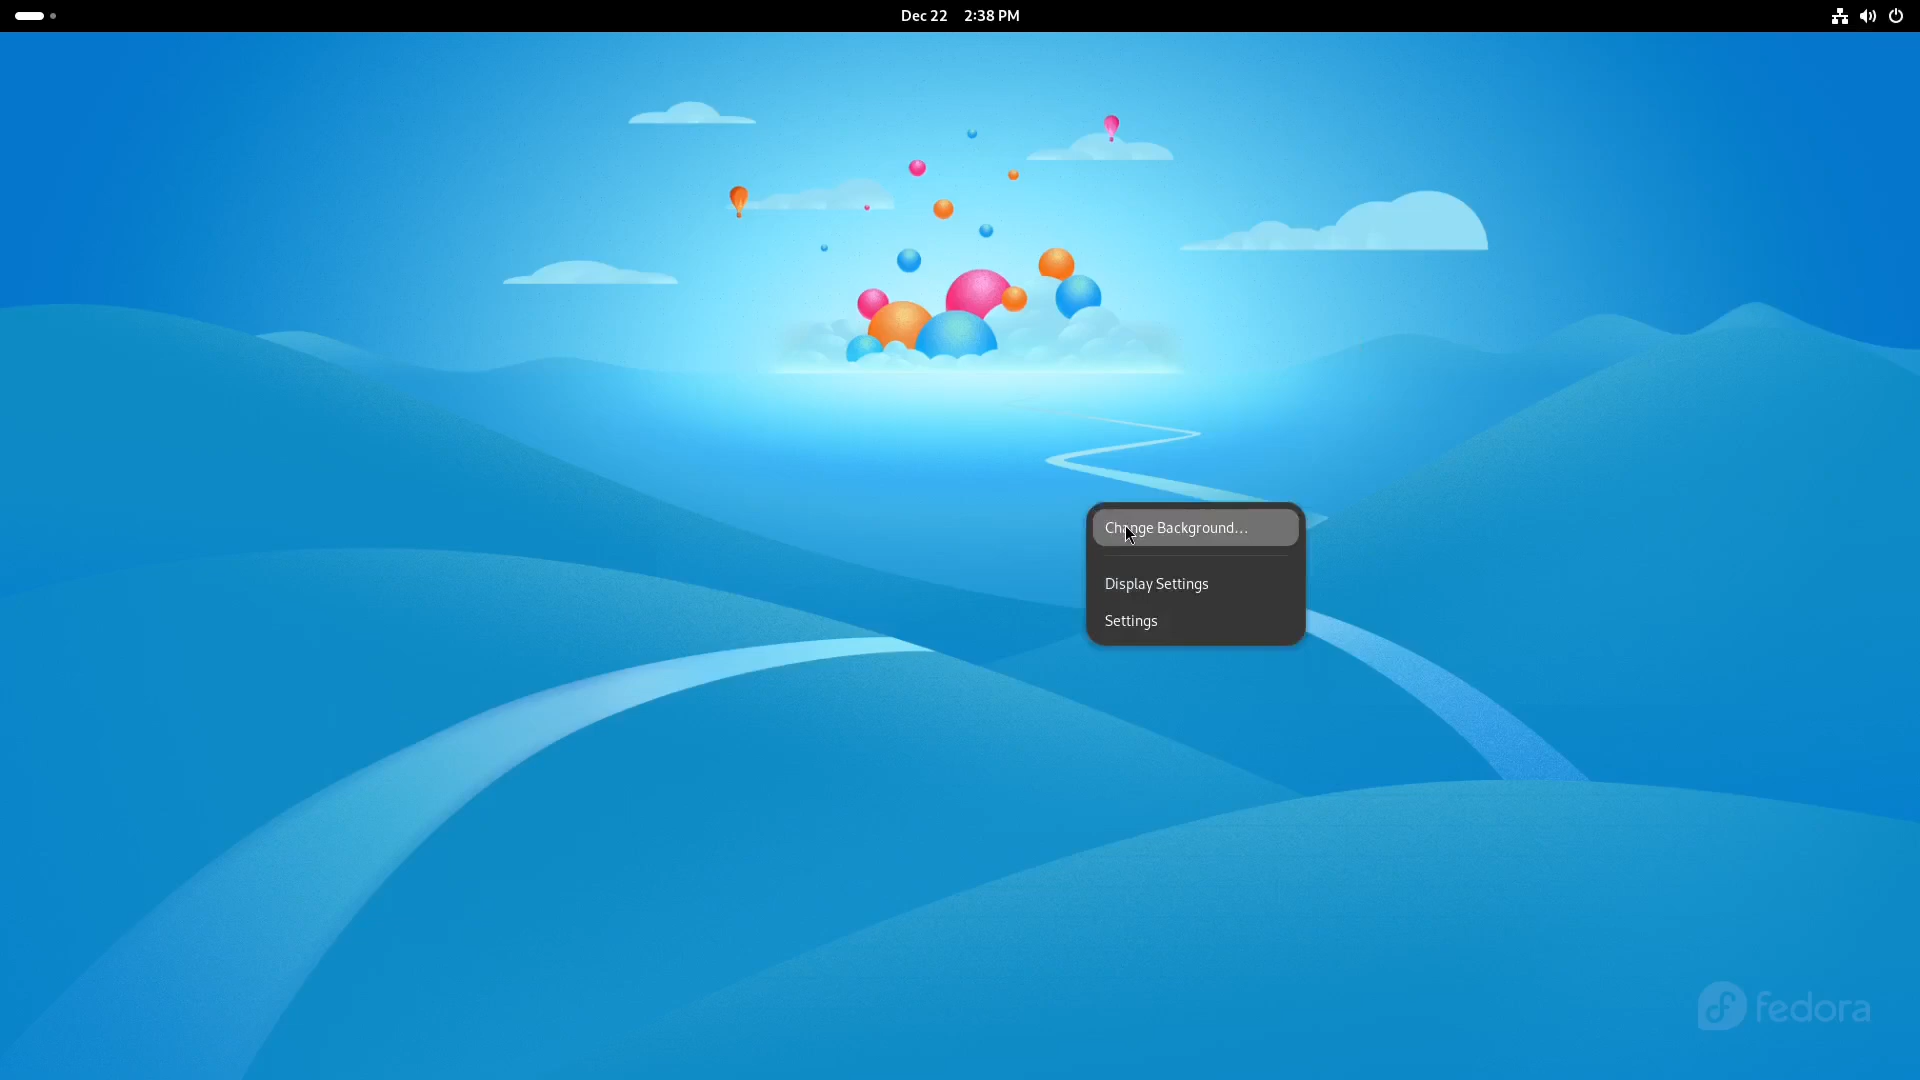 Dec 22 2:38 PM
Change Background...
Display Settings
Settings
fedora